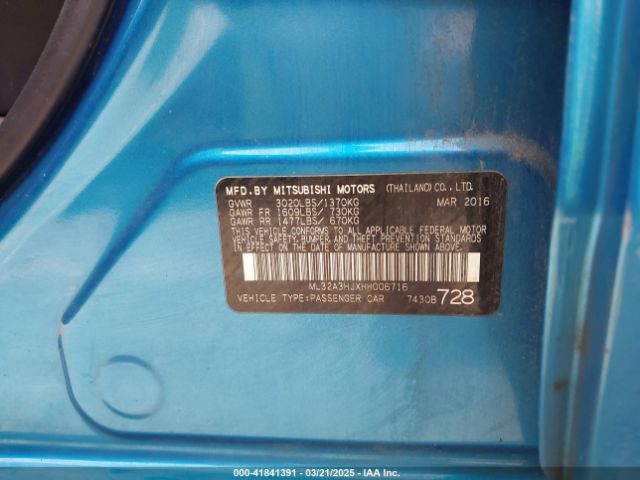 MFD.BY MITSUBISHI MOTORS (THAILAND) CO.,LTD.
GVWR 3020LBS/1370KG MAR 2016
GAWR FR 1609LBS/ 730KG
GAWR RR 1477LBS/ 670KG
THIS VEHICLE CONFORMS TO ALL APPLICABLE FEDERAL MOTOR
VEHICLE SAFETY, BUMPER, AND THEFT PREVENTION STANDARDS
IN EFFECT ON THE DATE OF MANUFACTURE SHOWN ABOVE.
ML32A3HJXHH006716
VEHICLE TYPE:PASSENGER CAR 7430B 728
000-41841391 - 03/21/2025 - IAA Inc.